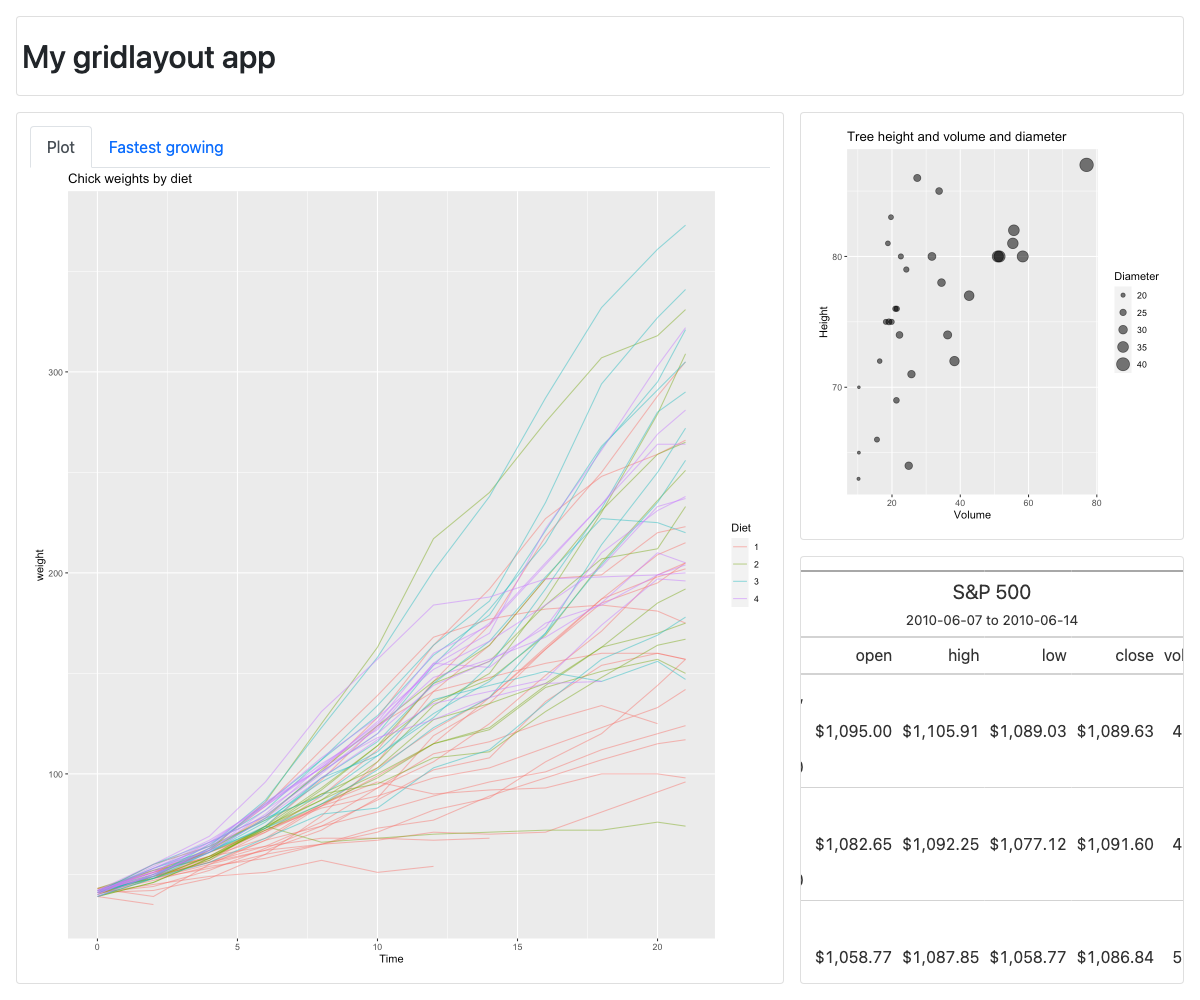 My gridlayout app
Plot
Fastest growing
Chick weights by diet
300
200
100
weight
0
5
10
15
20
Time
Diet
1
2
3
4
Tree height and volume and diameter
80
70
Height
20
40
60
80
Volume
Diameter
20
25
30
35
40
S&P 500
2010-06-07 to 2010-06-14
open high low close vol
$1,095.00 $1,105.91 $1,089.03 $1,089.63 4
$1,082.65 $1,092.25 $1,077.12 $1,091.60 4
$1,058.77 $1,087.85 $1,058.77 $1,086.84 5